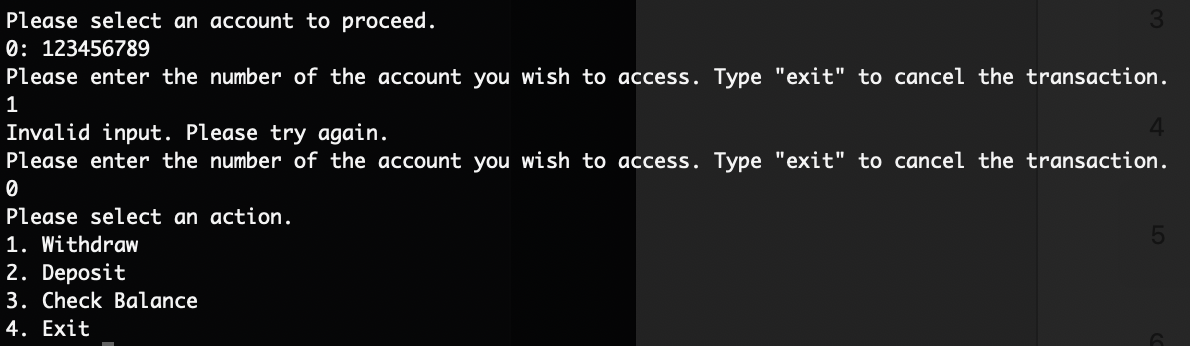 Please select an account to proceed.
0: 123456789
Please enter the number of the account you wish to access. Type "exit" to cancel the transaction.
1
Invalid input. Please try again.
Please enter the number of the account you wish to access. Type "exit" to cancel the transaction.
0
Please select an action.
1. Withdraw
2. Deposit
3. Check Balance
4. Exit
3
4
5
6